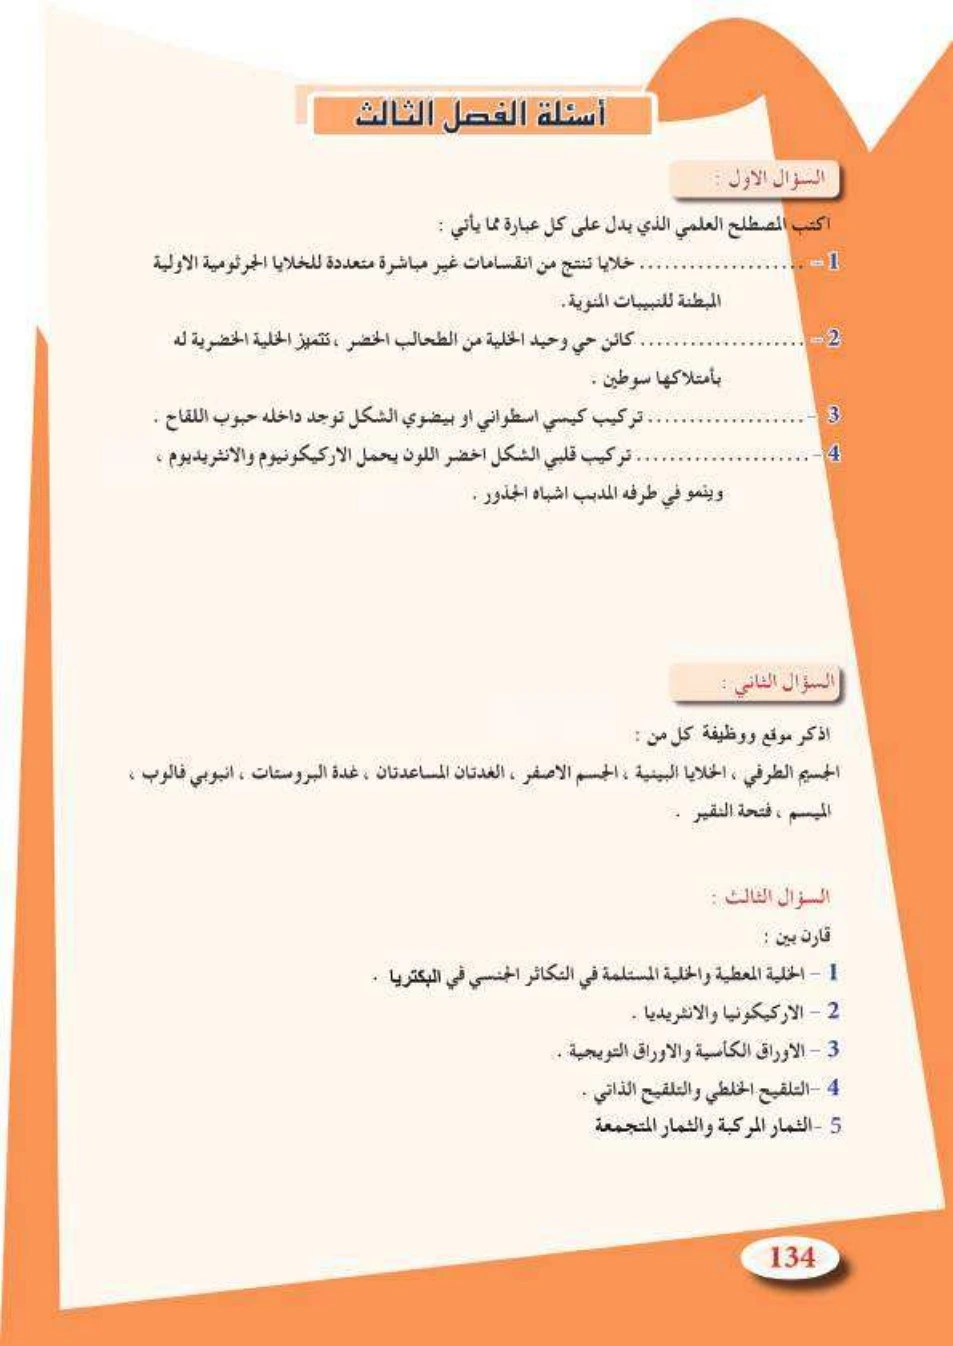 أسئلة الفصل الثالث
السؤال الاول :
اكتب المصطلح العلمي الذي يدل على كل عبارة مما يأتي :
1 - .................... خلايا تنتج من انقسامات غير مباشرة متعددة للخلايا الجرثومية الاولية
المبطنة للنبيبات المنوية .
2 - .................... كائن حي وحيد الخلية من الطحالب الخضر ، تتميز الخلية الخضرية له
بأمتلاكها سوطين .
3 - ................... تركيب كيسي اسطواني او بيضوي الشكل توجد داخله حبوب اللقاح .
4 - ..................... تركيب قلبي الشكل اخضر اللون يحمل الاركيكونيوم والانثريديوم ،
وينمو في طرفه المدبب اشباه الجذور .
السؤال الثاني :
اذكر موقع ووظيفة كل من :
الجسيم الطرفي ، الخلايا البينية ، الجسم الاصفر ، الغدتان المساعدتان ، غدة البروستات ، انبوبي فالوب ،
الميسم ، فتحة النقير .
السؤال الثالث :
قارن بين :
1 - الخلية المعطية والخلية المستلمة في التكاثر الجنسي في البكتريا .
2 - الاركيكونيا والانثريديا .
3 - الاوراق الكأسية والاوراق التويجية .
4 -التلقيح الخلطي والتلقيح الذاتي .
5 -الثمار المركبة والثمار المتجمعة
134